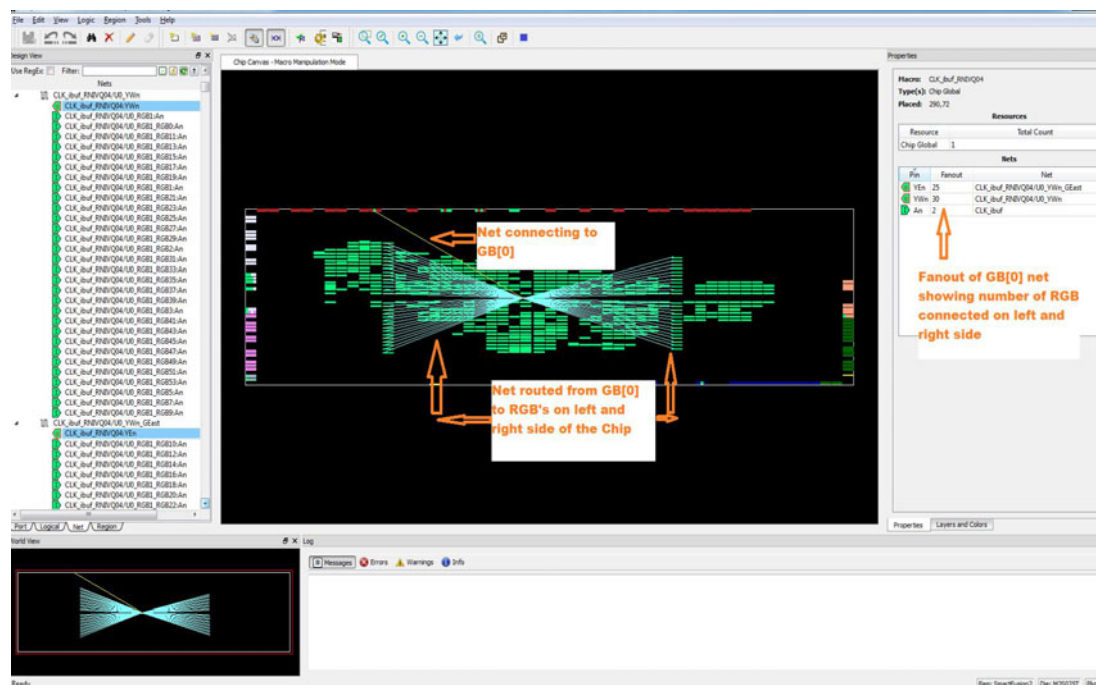 File Edit View Logic Region Tools Help
Design View
Use RegEx Filter:
Nets
CLK_ibuf_RNIVQ04/U0_YWn
CLK_ibuf_RNIVQ04:YWn
CLK_ibuf_RNIVQ04/U0_RGB1:An
CLK_ibuf_RNIVQ04/U0_RGB1_RGB0:An
CLK_ibuf_RNIVQ04/U0_RGB1_RGB11:An
CLK_ibuf_RNIVQ04/U0_RGB1_RGB13:An
CLK_ibuf_RNIVQ04/U0_RGB1_RGB15:An
CLK_ibuf_RNIVQ04/U0_RGB1_RGB17:An
CLK_ibuf_RNIVQ04/U0_RGB1_RGB19:An
CLK_ibuf_RNIVQ04/U0_RGB1_RGB1:An
CLK_ibuf_RNIVQ04/U0_RGB1_RGB21:An
CLK_ibuf_RNIVQ04/U0_RGB1_RGB23:An
CLK_ibuf_RNIVQ04/U0_RGB1_RGB25:An
CLK_ibuf_RNIVQ04/U0_RGB1_RGB27:An
CLK_ibuf_RNIVQ04/U0_RGB1_RGB29:An
CLK_ibuf_RNIVQ04/U0_RGB1_RGB2:An
CLK_ibuf_RNIVQ04/U0_RGB1_RGB31:An
CLK_ibuf_RNIVQ04/U0_RGB1_RGB33:An
CLK_ibuf_RNIVQ04/U0_RGB1_RGB35:An
CLK_ibuf_RNIVQ04/U0_RGB1_RGB37:An
CLK_ibuf_RNIVQ04/U0_RGB1_RGB39:An
CLK_ibuf_RNIVQ04/U0_RGB1_RGB3:An
CLK_ibuf_RNIVQ04/U0_RGB1_RGB41:An
CLK_ibuf_RNIVQ04/U0_RGB1_RGB43:An
CLK_ibuf_RNIVQ04/U0_RGB1_RGB45:An
CLK_ibuf_RNIVQ04/U0_RGB1_RGB47:An
CLK_ibuf_RNIVQ04/U0_RGB1_RGB49:An
CLK_ibuf_RNIVQ04/U0_RGB1_RGB51:An
CLK_ibuf_RNIVQ04/U0_RGB1_RGB53:An
CLK_ibuf_RNIVQ04/U0_RGB1_RGB5:An
CLK_ibuf_RNIVQ04/U0_RGB1_RGB7:An
CLK_ibuf_RNIVQ04/U0_RGB1_RGB9:An
CLK_ibuf_RNIVQ04/U0_YWn_GEast
CLK_ibuf_RNIVQ04:YEn
CLK_ibuf_RNIVQ04/U0_RGB1_RGB10:An
CLK_ibuf_RNIVQ04/U0_RGB1_RGB12:An
CLK_ibuf_RNIVQ04/U0_RGB1_RGB14:An
CLK_ibuf_RNIVQ04/U0_RGB1_RGB16:An
CLK_ibuf_RNIVQ04/U0_RGB1_RGB18:An
CLK_ibuf_RNIVQ04/U0_RGB1_RGB20:An
CLK_ibuf_RNIVQ04/U0_RGB1_RGB22:An
Port Logical Net Region
Chip Canvas - Macro Manipulation Mode
Net connecting to
GB[0]
Net routed from GB[0]
to RGB's on left and
right side of the Chip
Properties
Macro: CLK_ibuf_RNIVQ04
Type(s): Chip Global
Placed: 290,72
Resources
Resource Total Count
Chip Global 1
Nets
Pin Fanout Net
YEn 25 CLK_ibuf_RNIVQ04/U0_YWn_GEast
YWn 30 CLK_ibuf_RNIVQ04/U0_YWn
An 2 CLK_ibuf
Fanout of GB[0] net
showing number of RGB
connected on left and
right side
Properties Layers and Colors
World View
Log
Messages Errors Warnings Info
Ready
Fam: SmartFusion2 Die: M2S025T